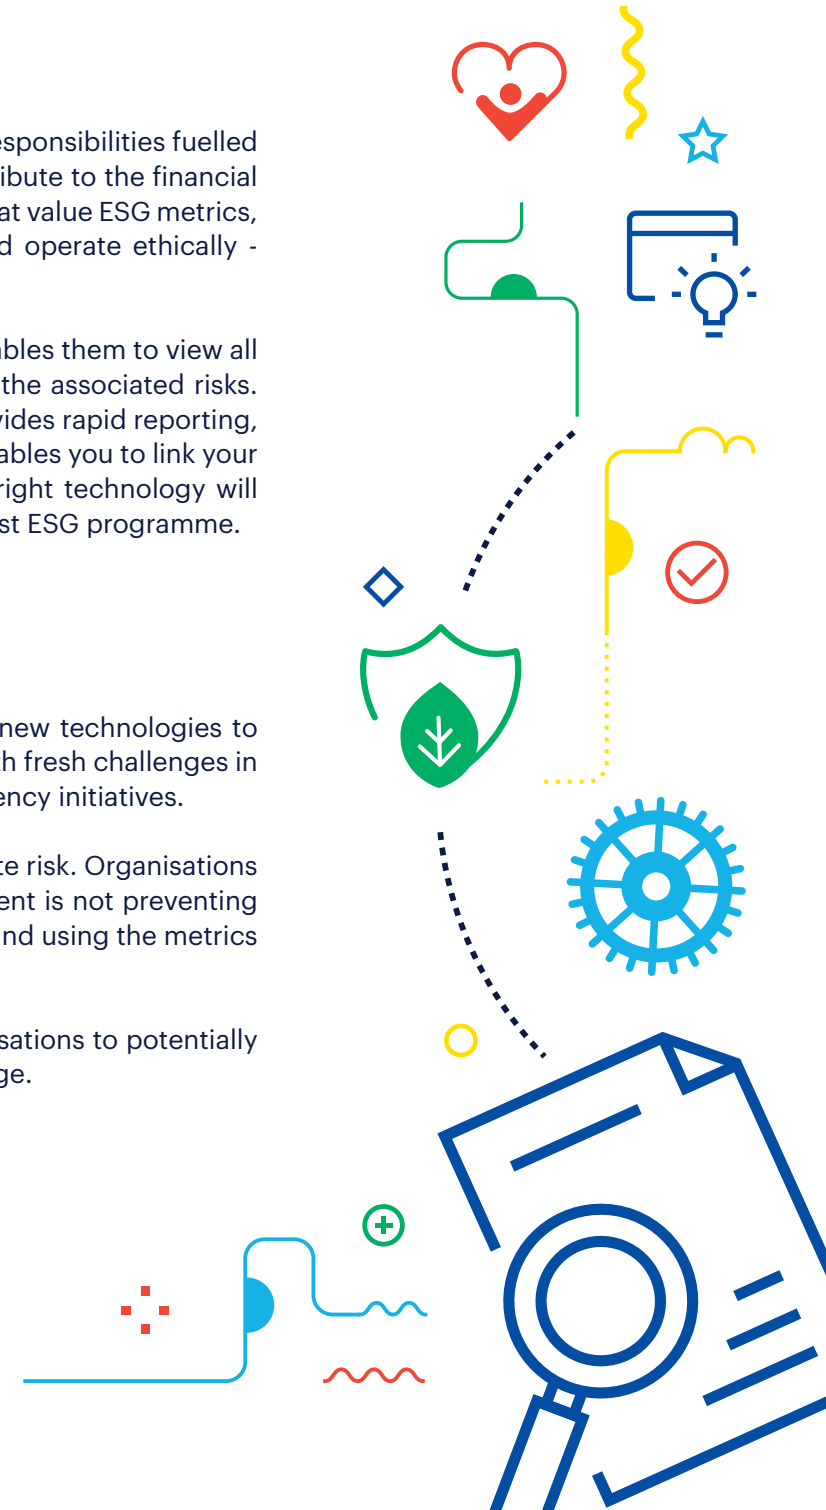 esponsibilities fuelled
ibute to the financial
at value ESG metrics,
d operate ethically -
ables them to view all
the associated risks.
vides rapid reporting,
ables you to link your
right technology will
st ESG programme.
new technologies to
th fresh challenges in
ency initiatives.
te risk. Organisations
ent is not preventing
nd using the metrics
sations to potentially
ge.